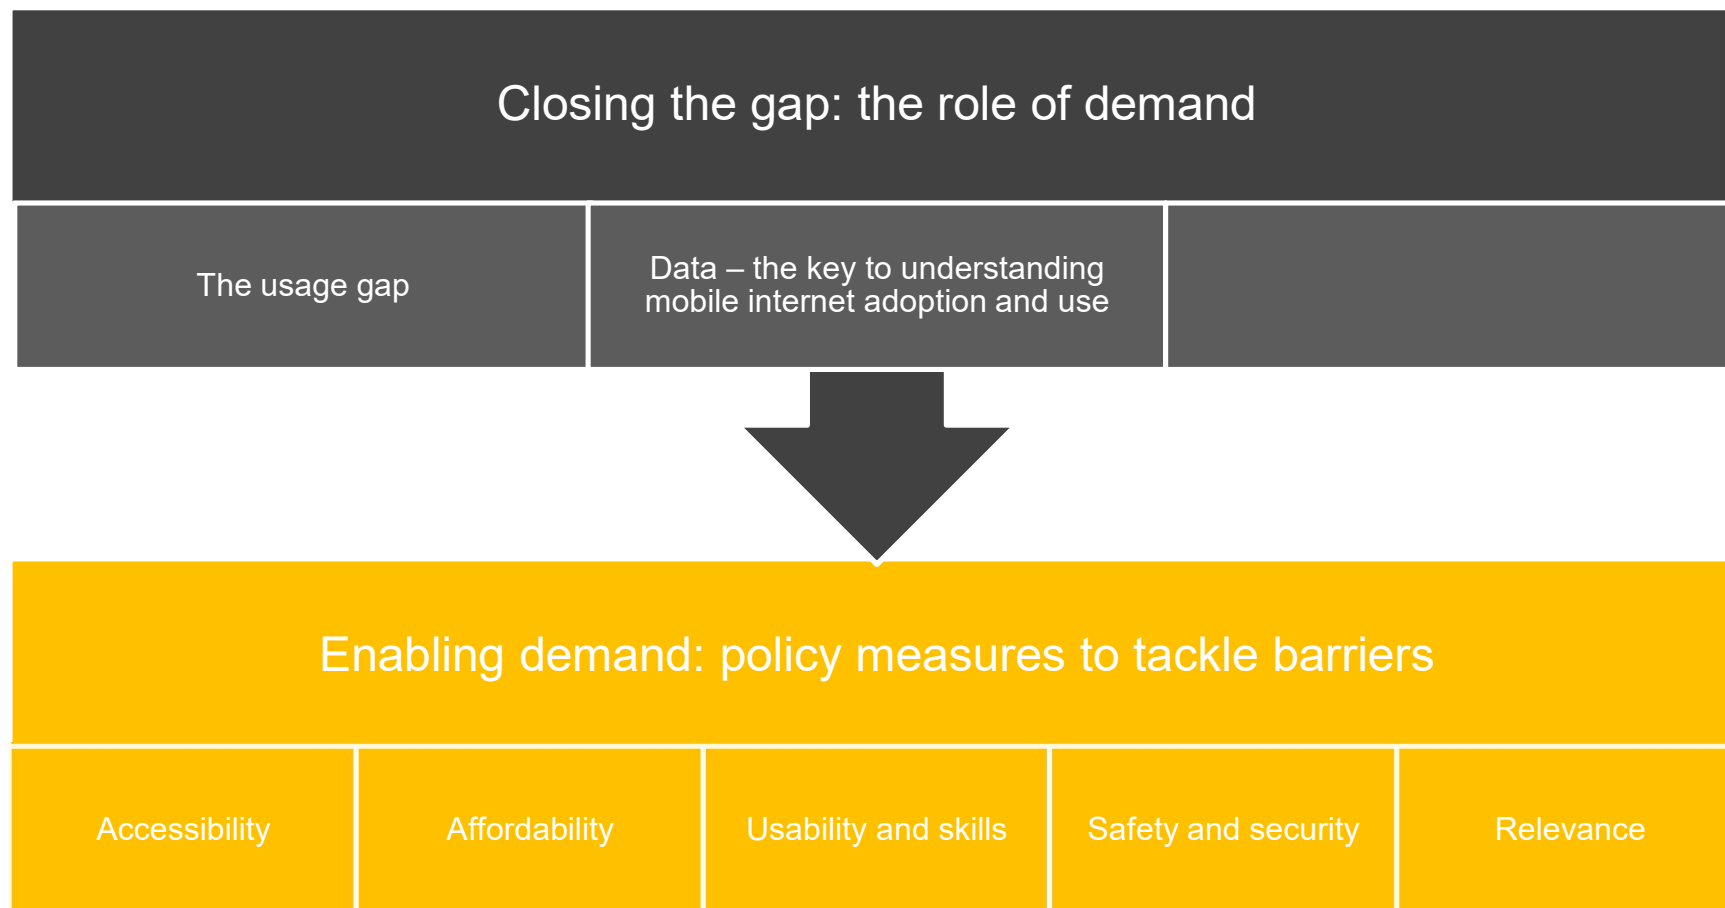 Closing the gap: the role of demand
The usage gap
Data – the key to understanding
mobile internet adoption and use
Enabling demand: policy measures to tackle barriers
Accessibility
Affordability
Usability and skills
Safety and security
Relevance